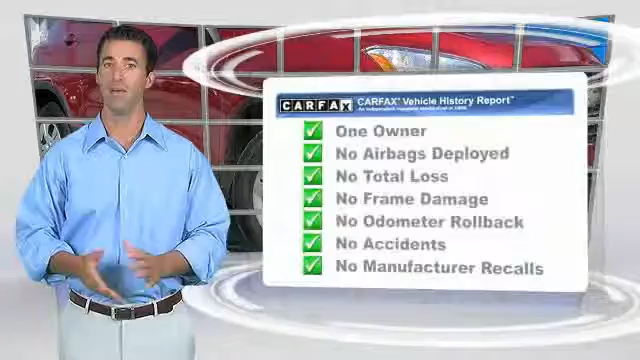 CARFAX CARFAX Vehicle History Report™
One Owner
No Airbags Deployed
No Total Loss
No Frame Damage
No Odometer Rollback
No Accidents
No Manufacturer Recalls